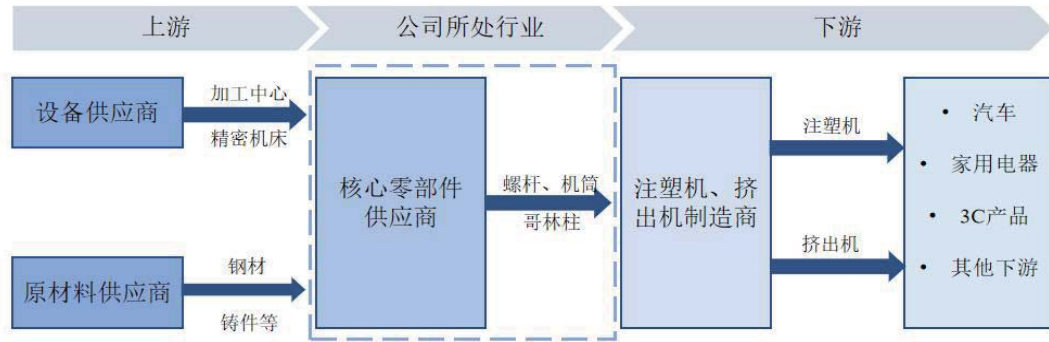 上游
公司所处行业
下游
设备供应商
加工中心
精密机床
原材料供应商
钢材
铸件等
核心零部件
供应商
螺杆、机筒
哥林柱
注塑机、挤
出机制造商
注塑机
挤出机
• 汽车
• 家用电器
• 3C产品
• 其他下游